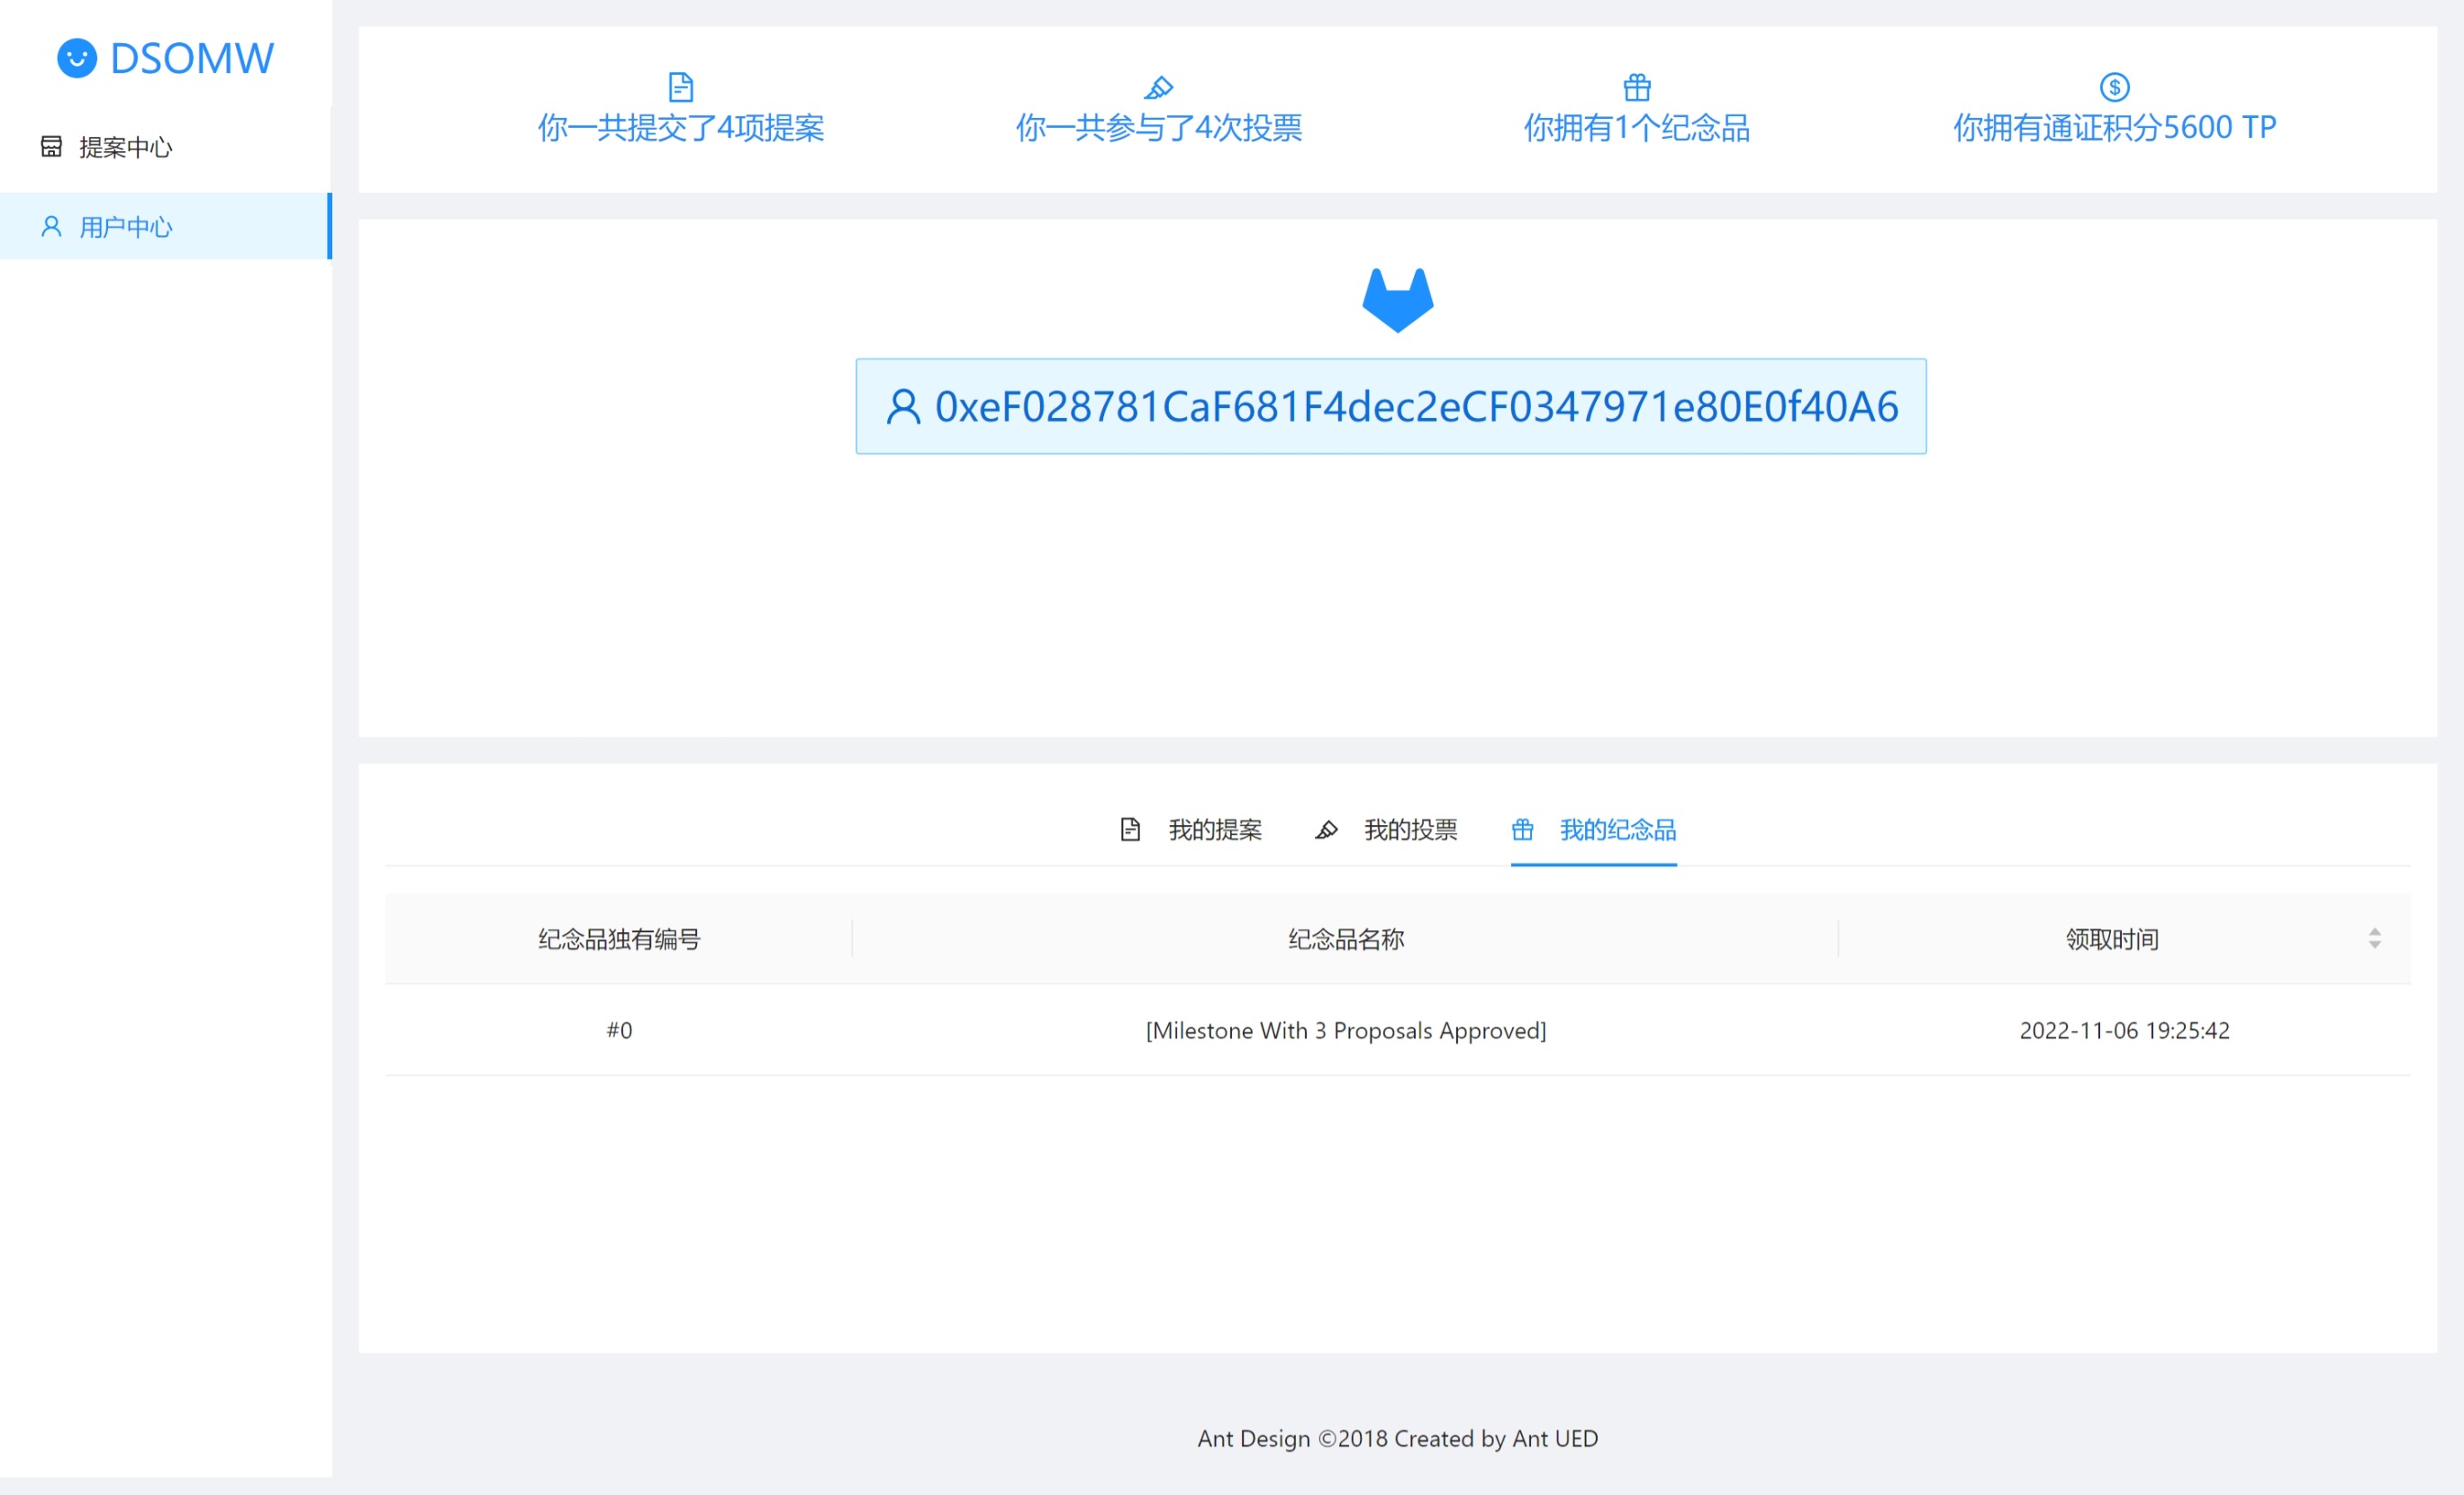 DSOMW
提案中心
用户中心
你一共提交了4项提案
你一共参与了4次投票
你拥有1个纪念品
你拥有通证积分5600 TP
0xeF028781CaF681F4dec2eCF0347971e80E0f40A6
我的提案
我的投票
我的纪念品
纪念品独有编号
纪念品名称
领取时间
#0
[Milestone With 3 Proposals Approved]
2022-11-06 19:25:42
Ant Design ©2018 Created by Ant UED